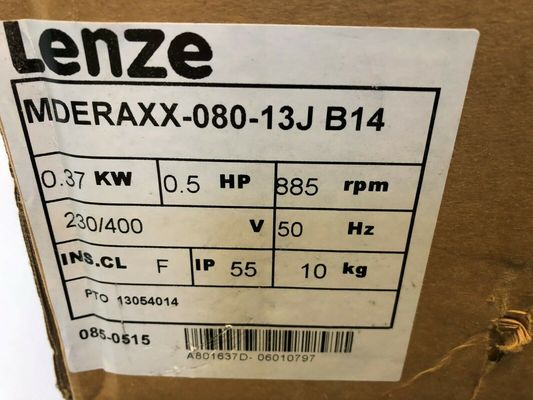 Lenze
MDERAXX-080-13J B14
0.37 KW 0.5 HP 885 rpm
230/400 V 50 Hz
INS.CL F IP 55 10 kg
PTO 13054014
085-0515
A801637D- 06010797